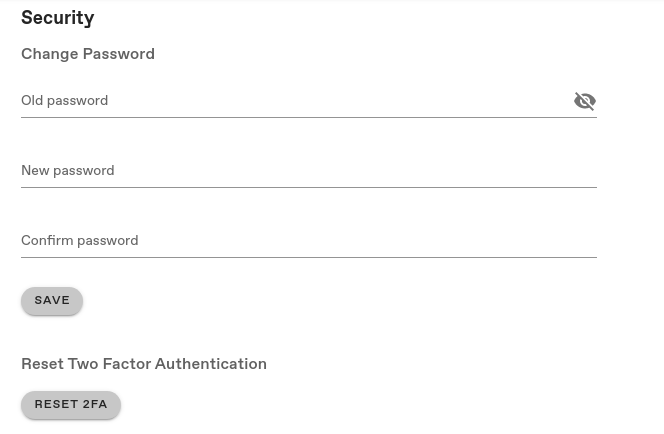 Security
Change Password
Old password
New password
Confirm password
SAVE
Reset Two Factor Authentication
RESET 2FA